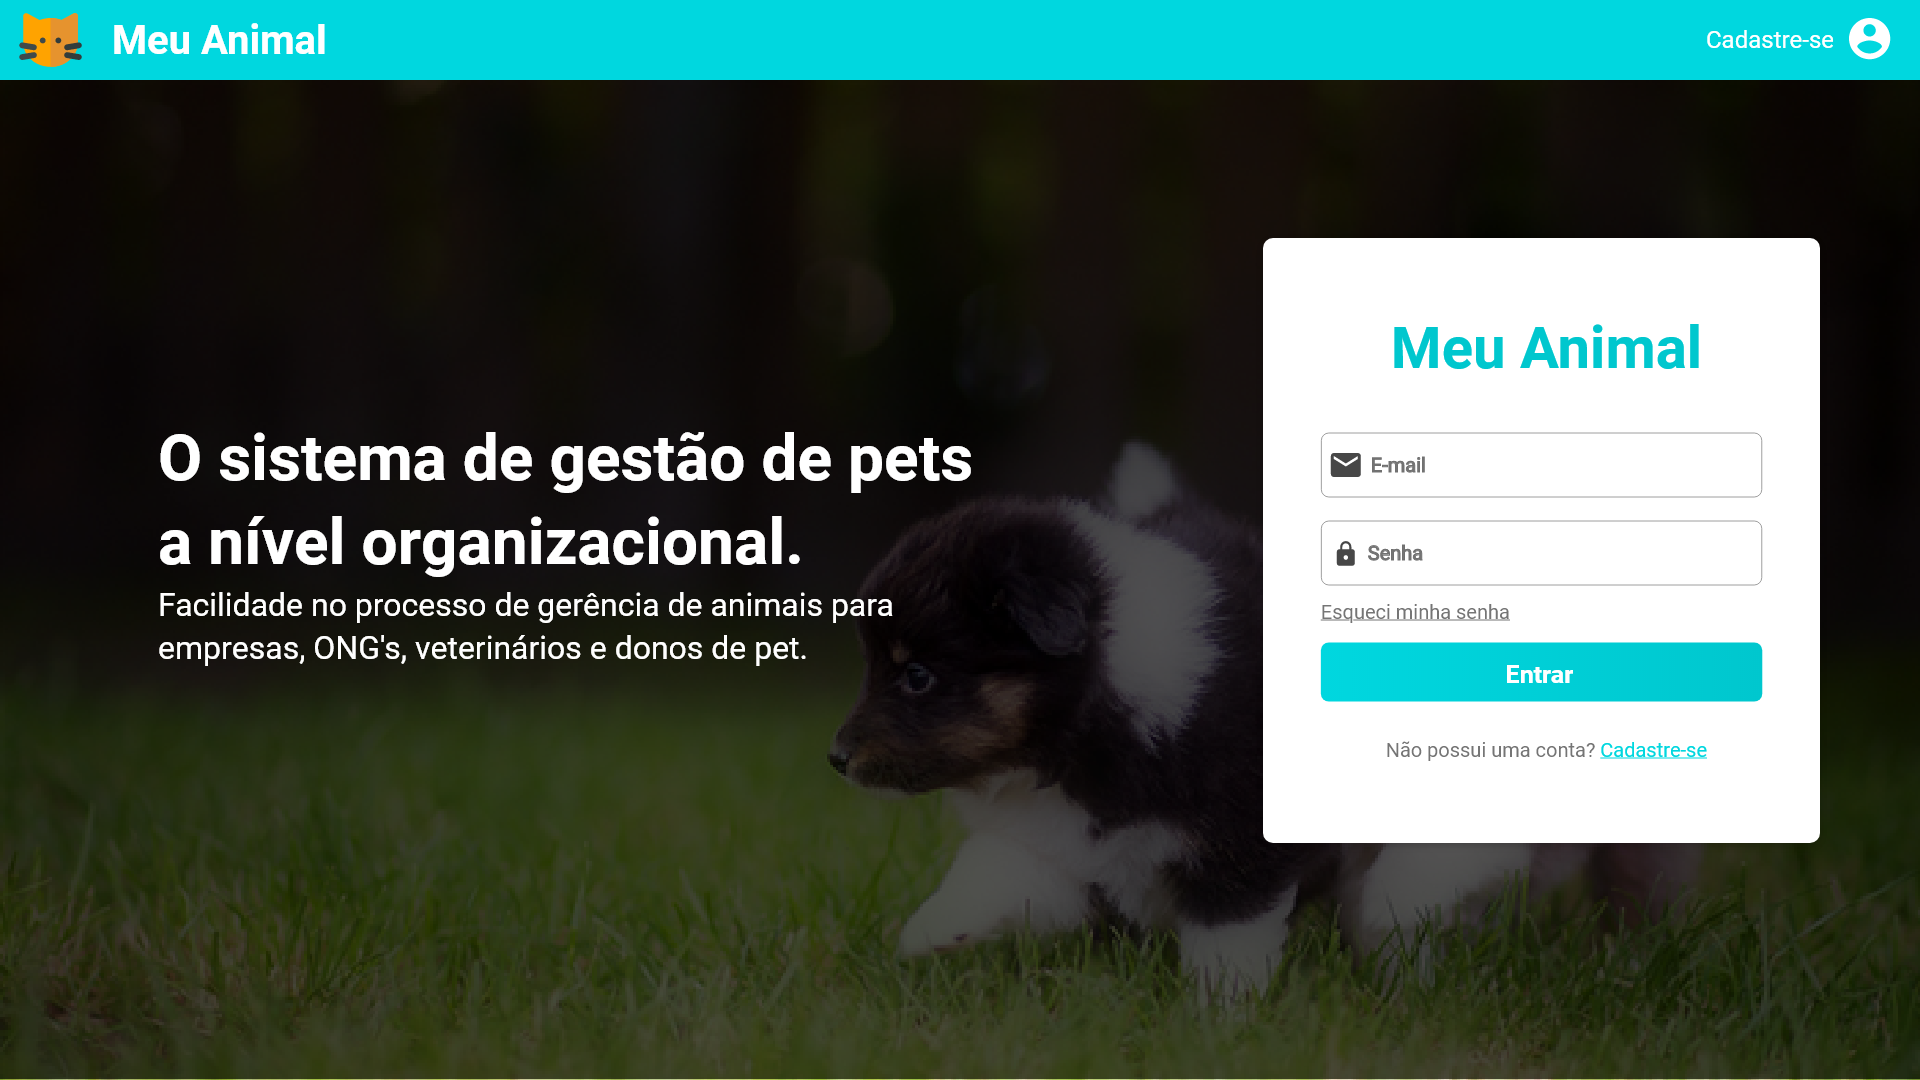 Meu Animal
Cadastre-se
O sistema de gestão de pets
a nível organizacional.
Facilidade no processo de gerência de animais para
empresas, ONG's, veterinários e donos de pet.
Meu Animal
E-mail
Senha
Esqueci minha senha
Entrar
Não possui uma conta? Cadastre-se